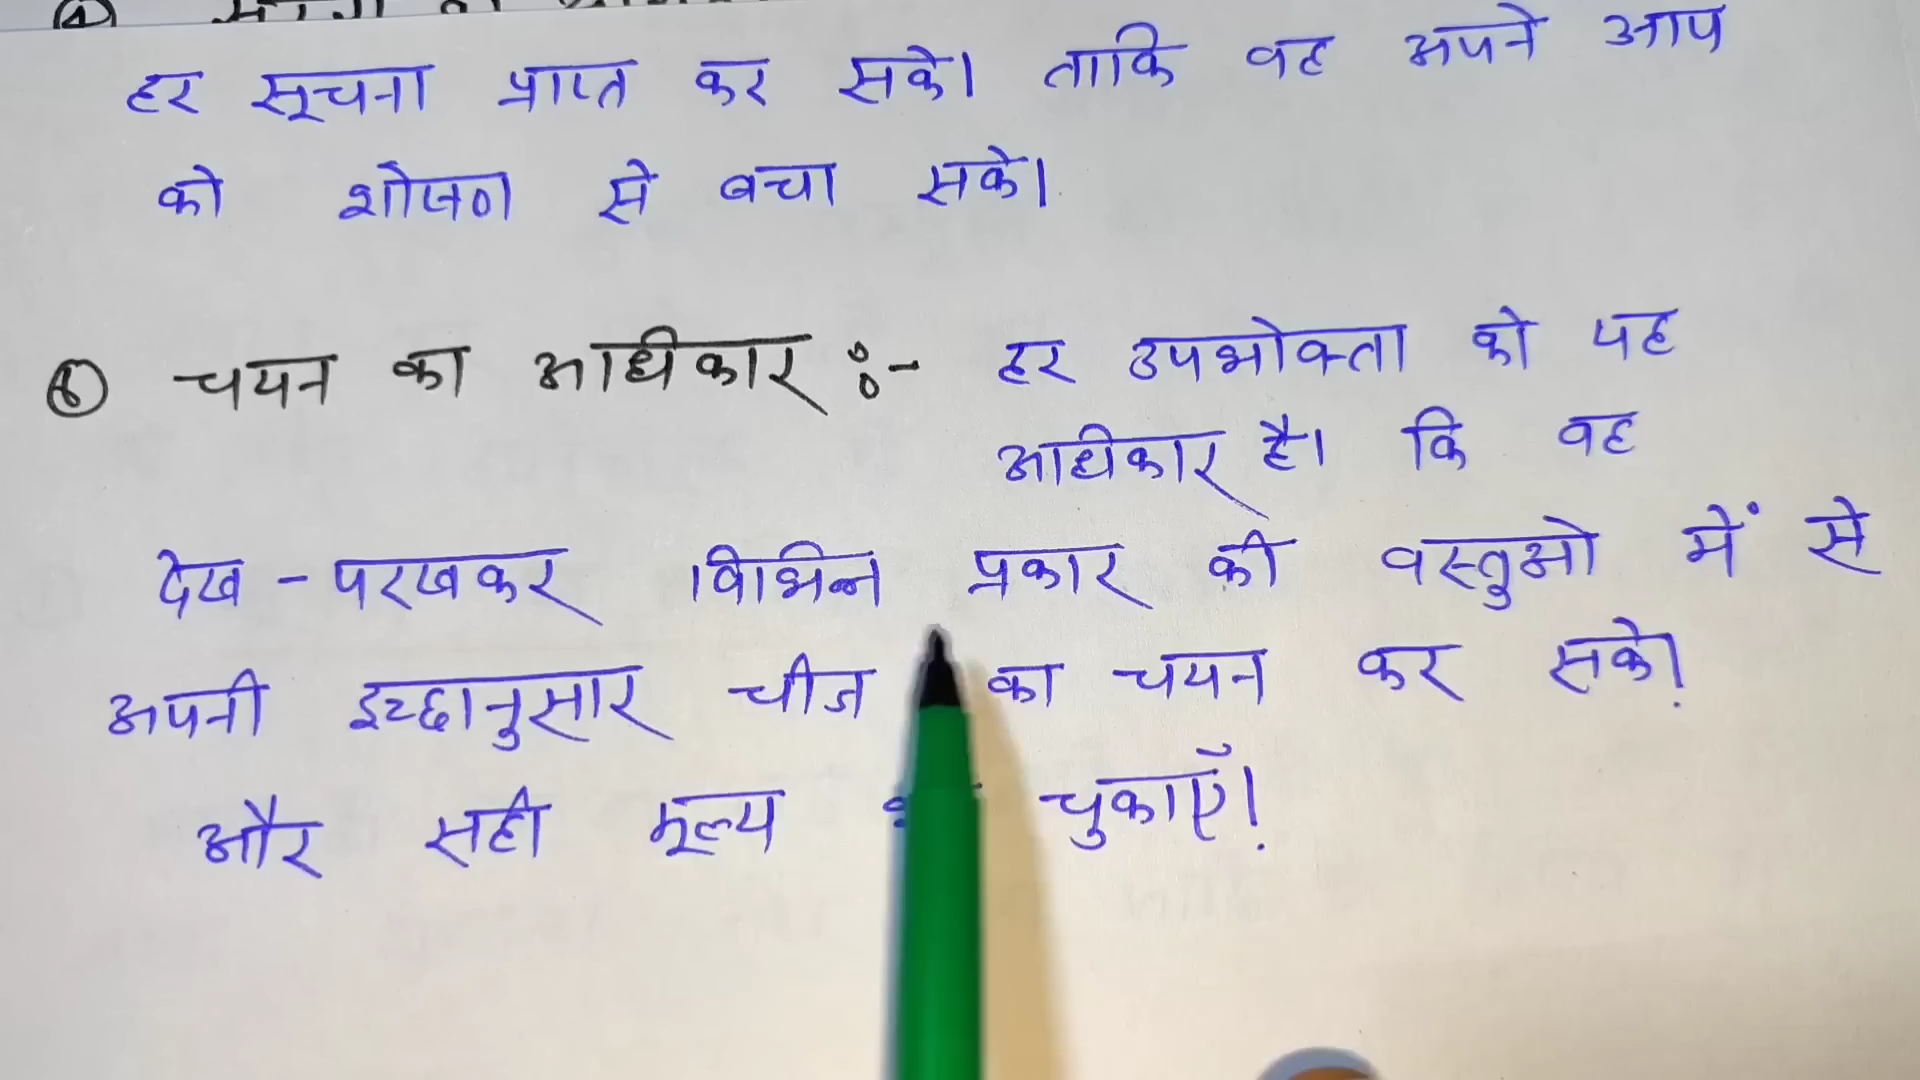 हर सूचना प्राप्त कर सके। ताकि वह अपने आप
को शोषण से बचा सके।
⑥ चयन का अधिकार :- हर उपभोक्ता को यह
अधिकार है। कि वह
देख - परखकर विभिन्न प्रकार की वस्तुओ में से
अपनी इच्छानुसार चीज का चयन कर सके।
और सही मूल्य चुकाएँ।